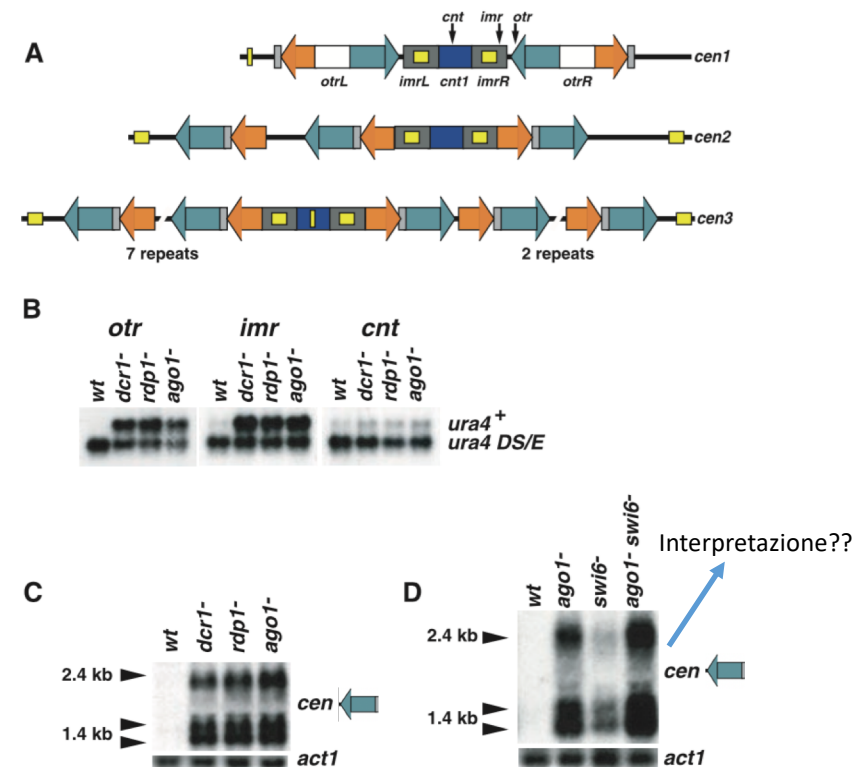 A
cnt imr otr
otrL imrL cnt1 imrR otrR
cen1
cen2
cen3
7 repeats 2 repeats
B
otr imr cnt
wt dcr1- rdp1- ago1- wt dcr1- rdp1- ago1- wt dcr1- rdp1- ago1-
ura4+
ura4 DS/E
C
wt dcr1- rdp1- ago1-
2.4 kb
1.4 kb
cen
act1
D
wt ago1- swi6- ago1- swi6-
Interpretazione??
2.4 kb
1.4 kb
cen
act1